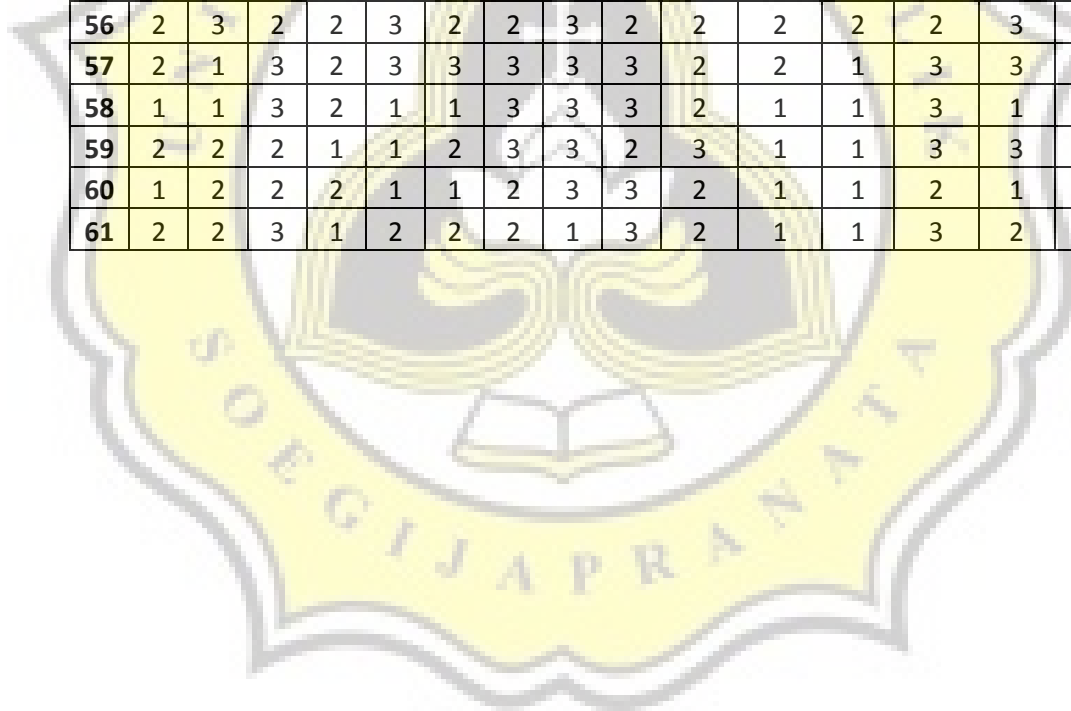 56 2 3 2 2 3 2 2 3 2 2 2 2 2 3
57 2 1 3 2 3 3 3 3 3 2 2 1 3 3
58 1 1 3 2 1 1 3 3 3 2 1 1 3 1
59 2 2 2 1 1 2 3 3 2 3 1 1 3 3
60 1 2 2 2 1 1 2 3 3 2 1 1 2 1
61 2 2 3 1 2 2 2 1 3 2 1 1 3 2
SOEGIJAPRANATA